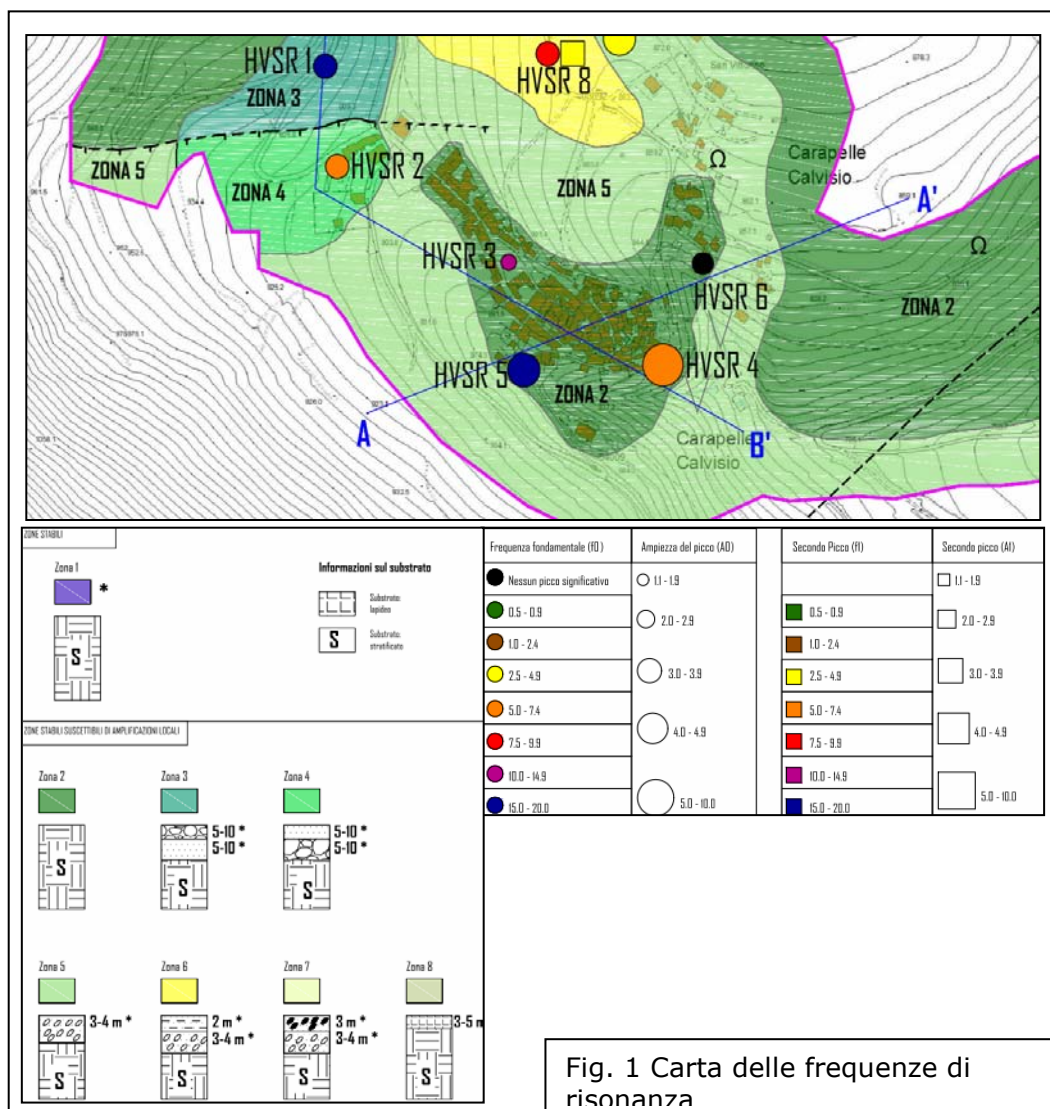 HVSR 1
ZONA 3
HVSR 8
HVSR 2
ZONA 5
ZONA 4
ZONA 5
Ω
Carapelle
Calvisio
A'
HVSR 3
HVSR 6
Ω
ZONA 2
HVSR 5
HVSR 4
ZONA 2
A
B'
Carapelle
Calvisio
ZONE STABILI
Zona 1
*
S
Informazioni sul substrato
Substrato:
lapideo
S
Substrato:
stratificato
ZONE STABILI SUSCETTIBILI DI AMPLIFICAZIONI LOCALI
Zona 2
Zona 3
Zona 4
S
5-10 *
5-10 *
S
5-10 *
5-10 *
S
Zona 5
Zona 6
Zona 7
Zona 8
3-4 m *
S
2 m *
3-4 m *
S
3 m *
3-4 m *
S
3-5 m
Frequenza fondamentale (f0)
Ampiezza del picco (A0)
Nessun picco significativo
1.1 - 1.9
0.5 - 0.9
2.0 - 2.9
1.0 - 2.4
2.5 - 4.9
3.0 - 3.9
5.0 - 7.4
4.0 - 4.9
7.5 - 9.9
10.0 - 14.9
5.0 - 10.0
15.0 - 20.0
Secondo Picco (f1)
Secondo picco (A1)
1.1 - 1.9
0.5 - 0.9
2.0 - 2.9
1.0 - 2.4
2.5 - 4.9
3.0 - 3.9
5.0 - 7.4
4.0 - 4.9
7.5 - 9.9
10.0 - 14.9
5.0 - 10.0
15.0 - 20.0
Fig. 1 Carta delle frequenze di
risonanza